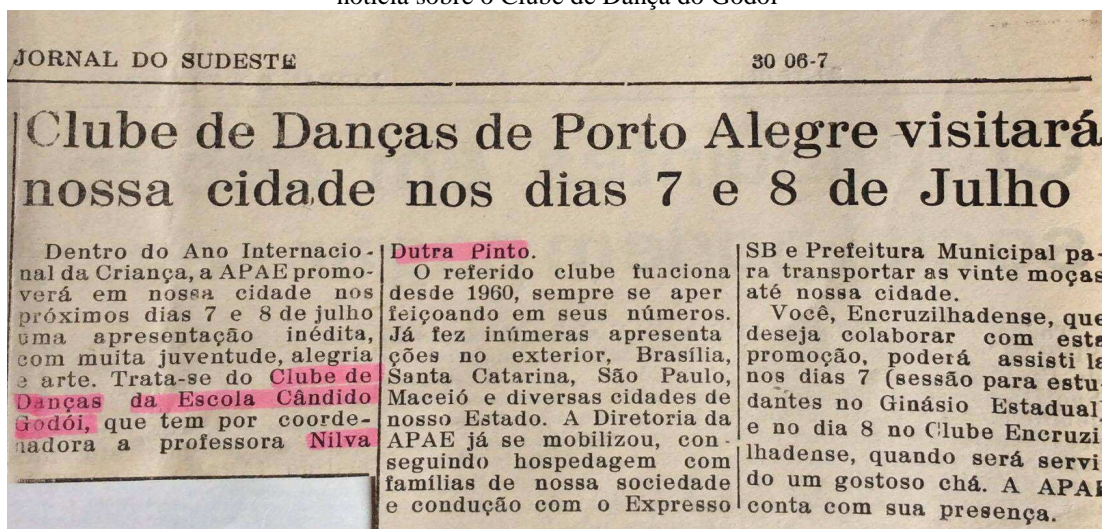 notícia sobre o Clube de Dança do Godói
JORNAL DO SUDESTE
30 06-7
Clube de Danças de Porto Alegre visitará
nossa cidade nos dias 7 e 8 de Julho
Dentro do Ano Internacio-
nal da Criança, a APAE promo-
verá em nossa cidade nos
próximos dias 7 e 8 de julho
uma apresentação inédita,
com muita juventude, alegria
e arte. Trata-se do Clube de
Danças da Escola Cândido
Godói, que tem por coorde-
nadora a professora Nilva
Dutra Pinto.
O referido clube funciona
desde 1960, sempre se aper
feiçoando em seus números.
Já fez inúmeras apresenta
ções no exterior, Brasília,
Santa Catarina, São Paulo,
Maceió e diversas cidades de
nosso Estado. A Diretoria da
APAE já se mobilizou, con-
seguindo hospedagem com
famílias de nossa sociedade
e condução com o Expresso
SB e Prefeitura Municipal pa-
ra transportar as vinte moças
até nossa cidade.
Você, Encruzilhadense, que
deseja colaborar com esta
promoção, poderá assisti la
nos dias 7 (sessão para estu-
dantes no Ginásio Estadual)
e no dia 8 no Clube Encruzi
lhadense, quando será servi
do um gostoso chá. A APAE
conta com sua presença.